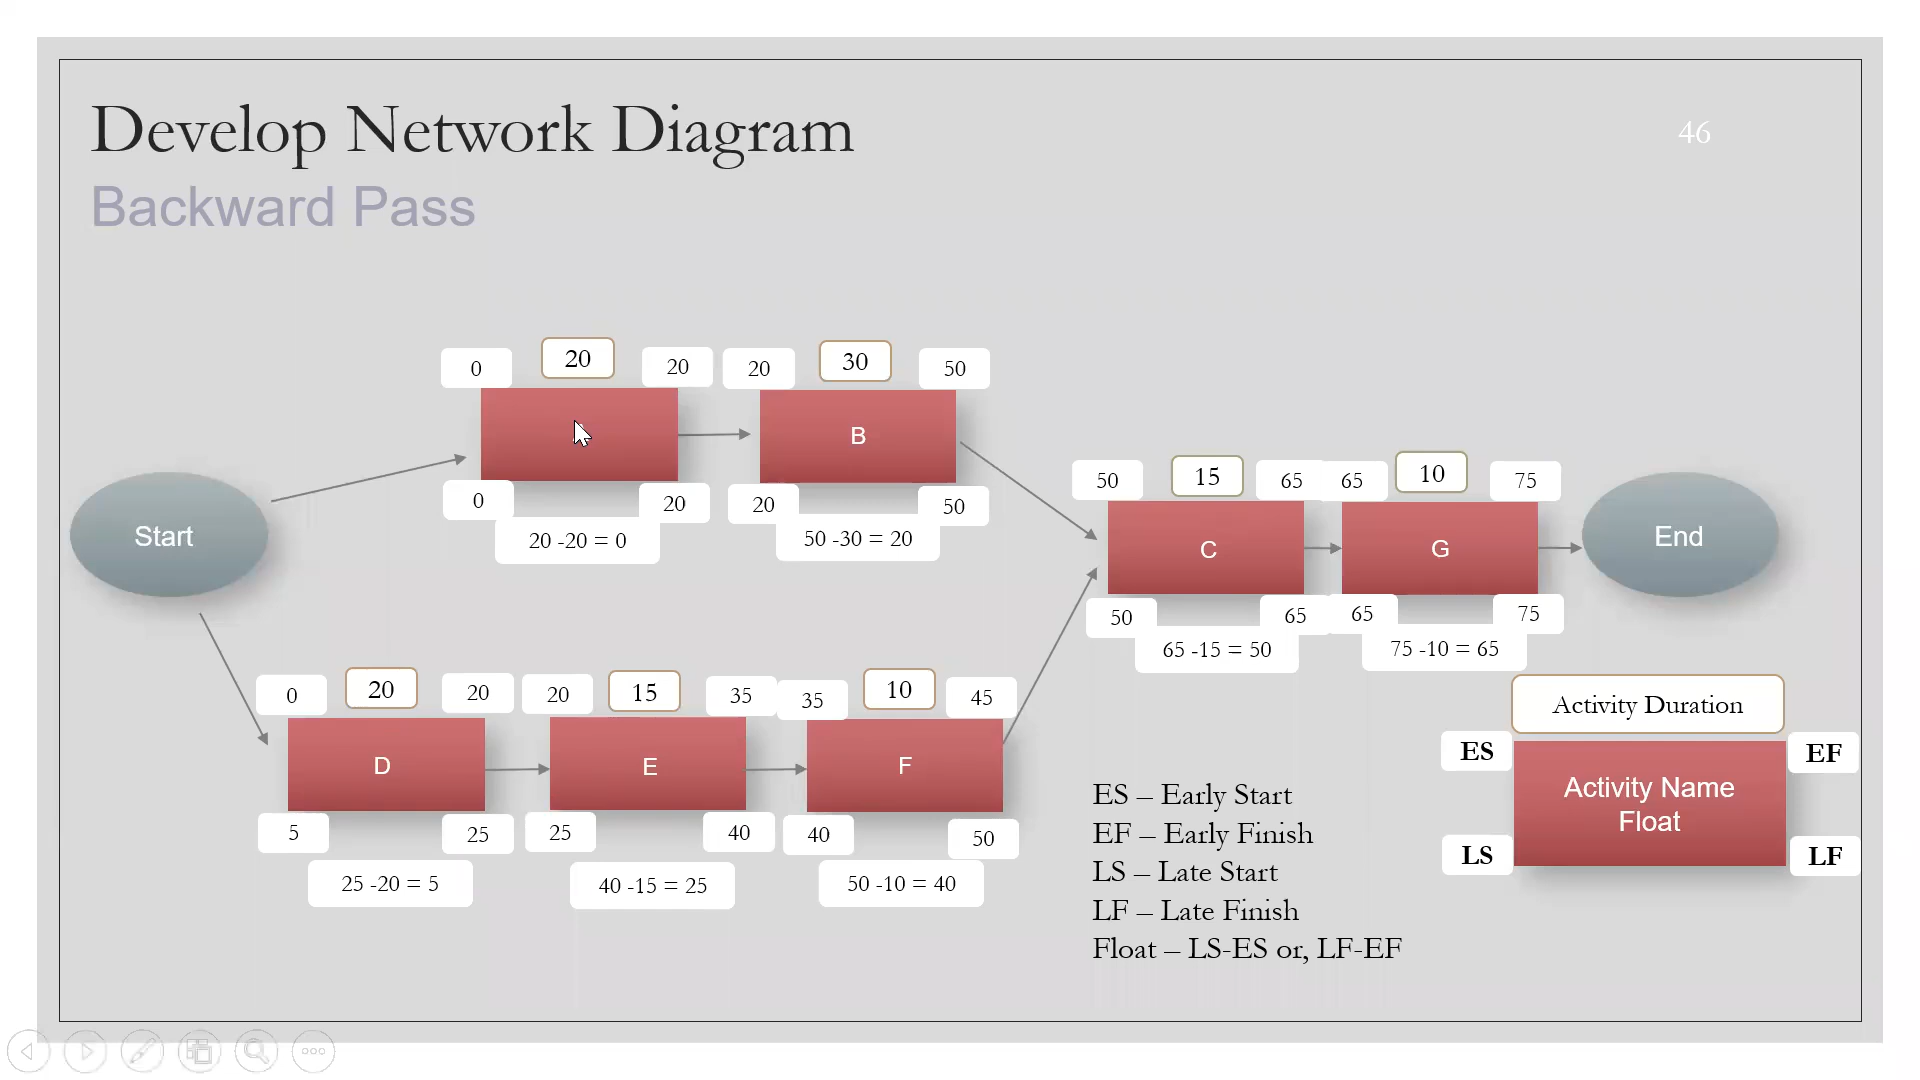 Develop Network Diagram
46
Backward Pass
0
20
20
20
30
50
B
0
20
20
50
20 -20 = 0
50 -30 = 20
50
15
65
65
10
75
Start
C
G
End
50
65
65
75
65 -15 = 50
75 -10 = 65
0
20
20
20
15
35
35
10
45
D
E
F
5
25
25
40
40
50
25 -20 = 5
40 -15 = 25
50 -10 = 40
Activity Duration
ES
EF
Activity Name
Float
LS
LF
ES – Early Start
EF – Early Finish
LS – Late Start
LF – Late Finish
Float – LS-ES or, LF-EF